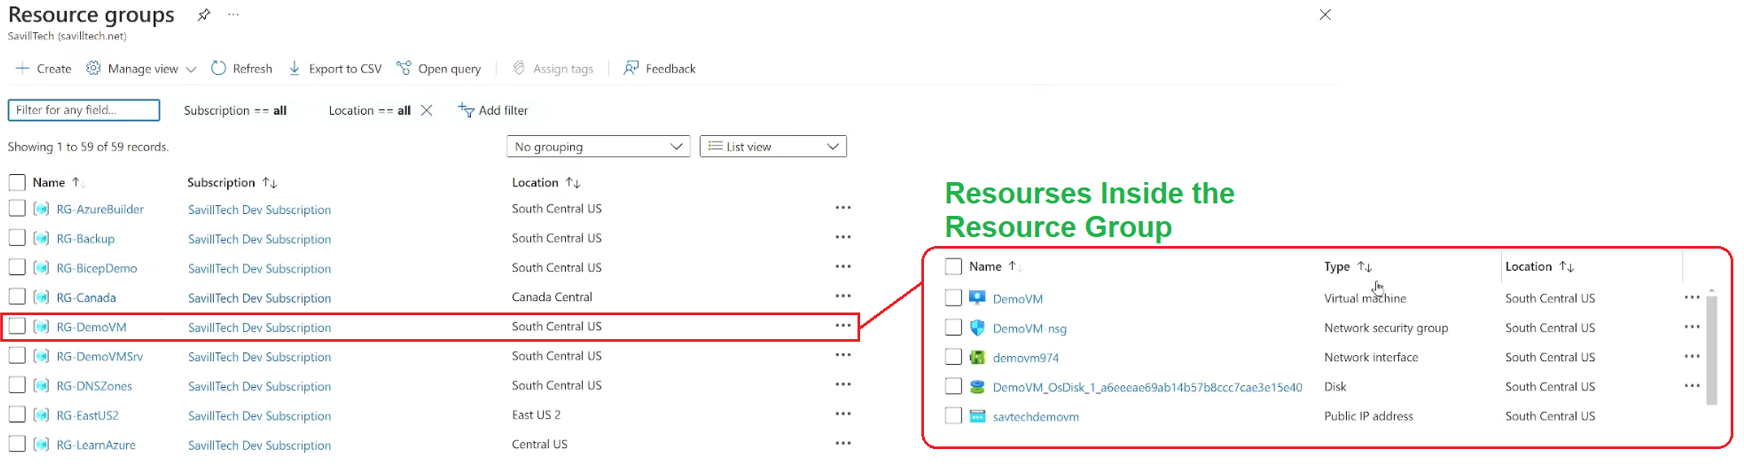 Resource groups
SavillTech (savilltech.net)
Create Manage view Refresh Export to CSV Open query Assign tags Feedback
Filter for any field... Subscription == all Location == all Add filter
Showing 1 to 59 of 59 records. No grouping List view
Name Subscription Location
RG-AzureBuilder SavillTech Dev Subscription South Central US
RG-Backup SavillTech Dev Subscription South Central US
RG-BicepDemo SavillTech Dev Subscription South Central US
RG-Canada SavillTech Dev Subscription Canada Central
RG-DemoVM SavillTech Dev Subscription South Central US
RG-DemoVMSrv SavillTech Dev Subscription South Central US
RG-DNSZones SavillTech Dev Subscription South Central US
RG-EastUS2 SavillTech Dev Subscription East US 2
RG-LearnAzure SavillTech Dev Subscription Central US
Resourses Inside the
Resource Group
Name Type Location
DemoVM Virtual machine South Central US
DemoVM-nsg Network security group South Central US
demovm974 Network interface South Central US
DemoVM_OsDisk_1_a6eeeae69ab14b57b8ccc7cae3e15e40 Disk South Central US
savtechdemovm Public IP address South Central US